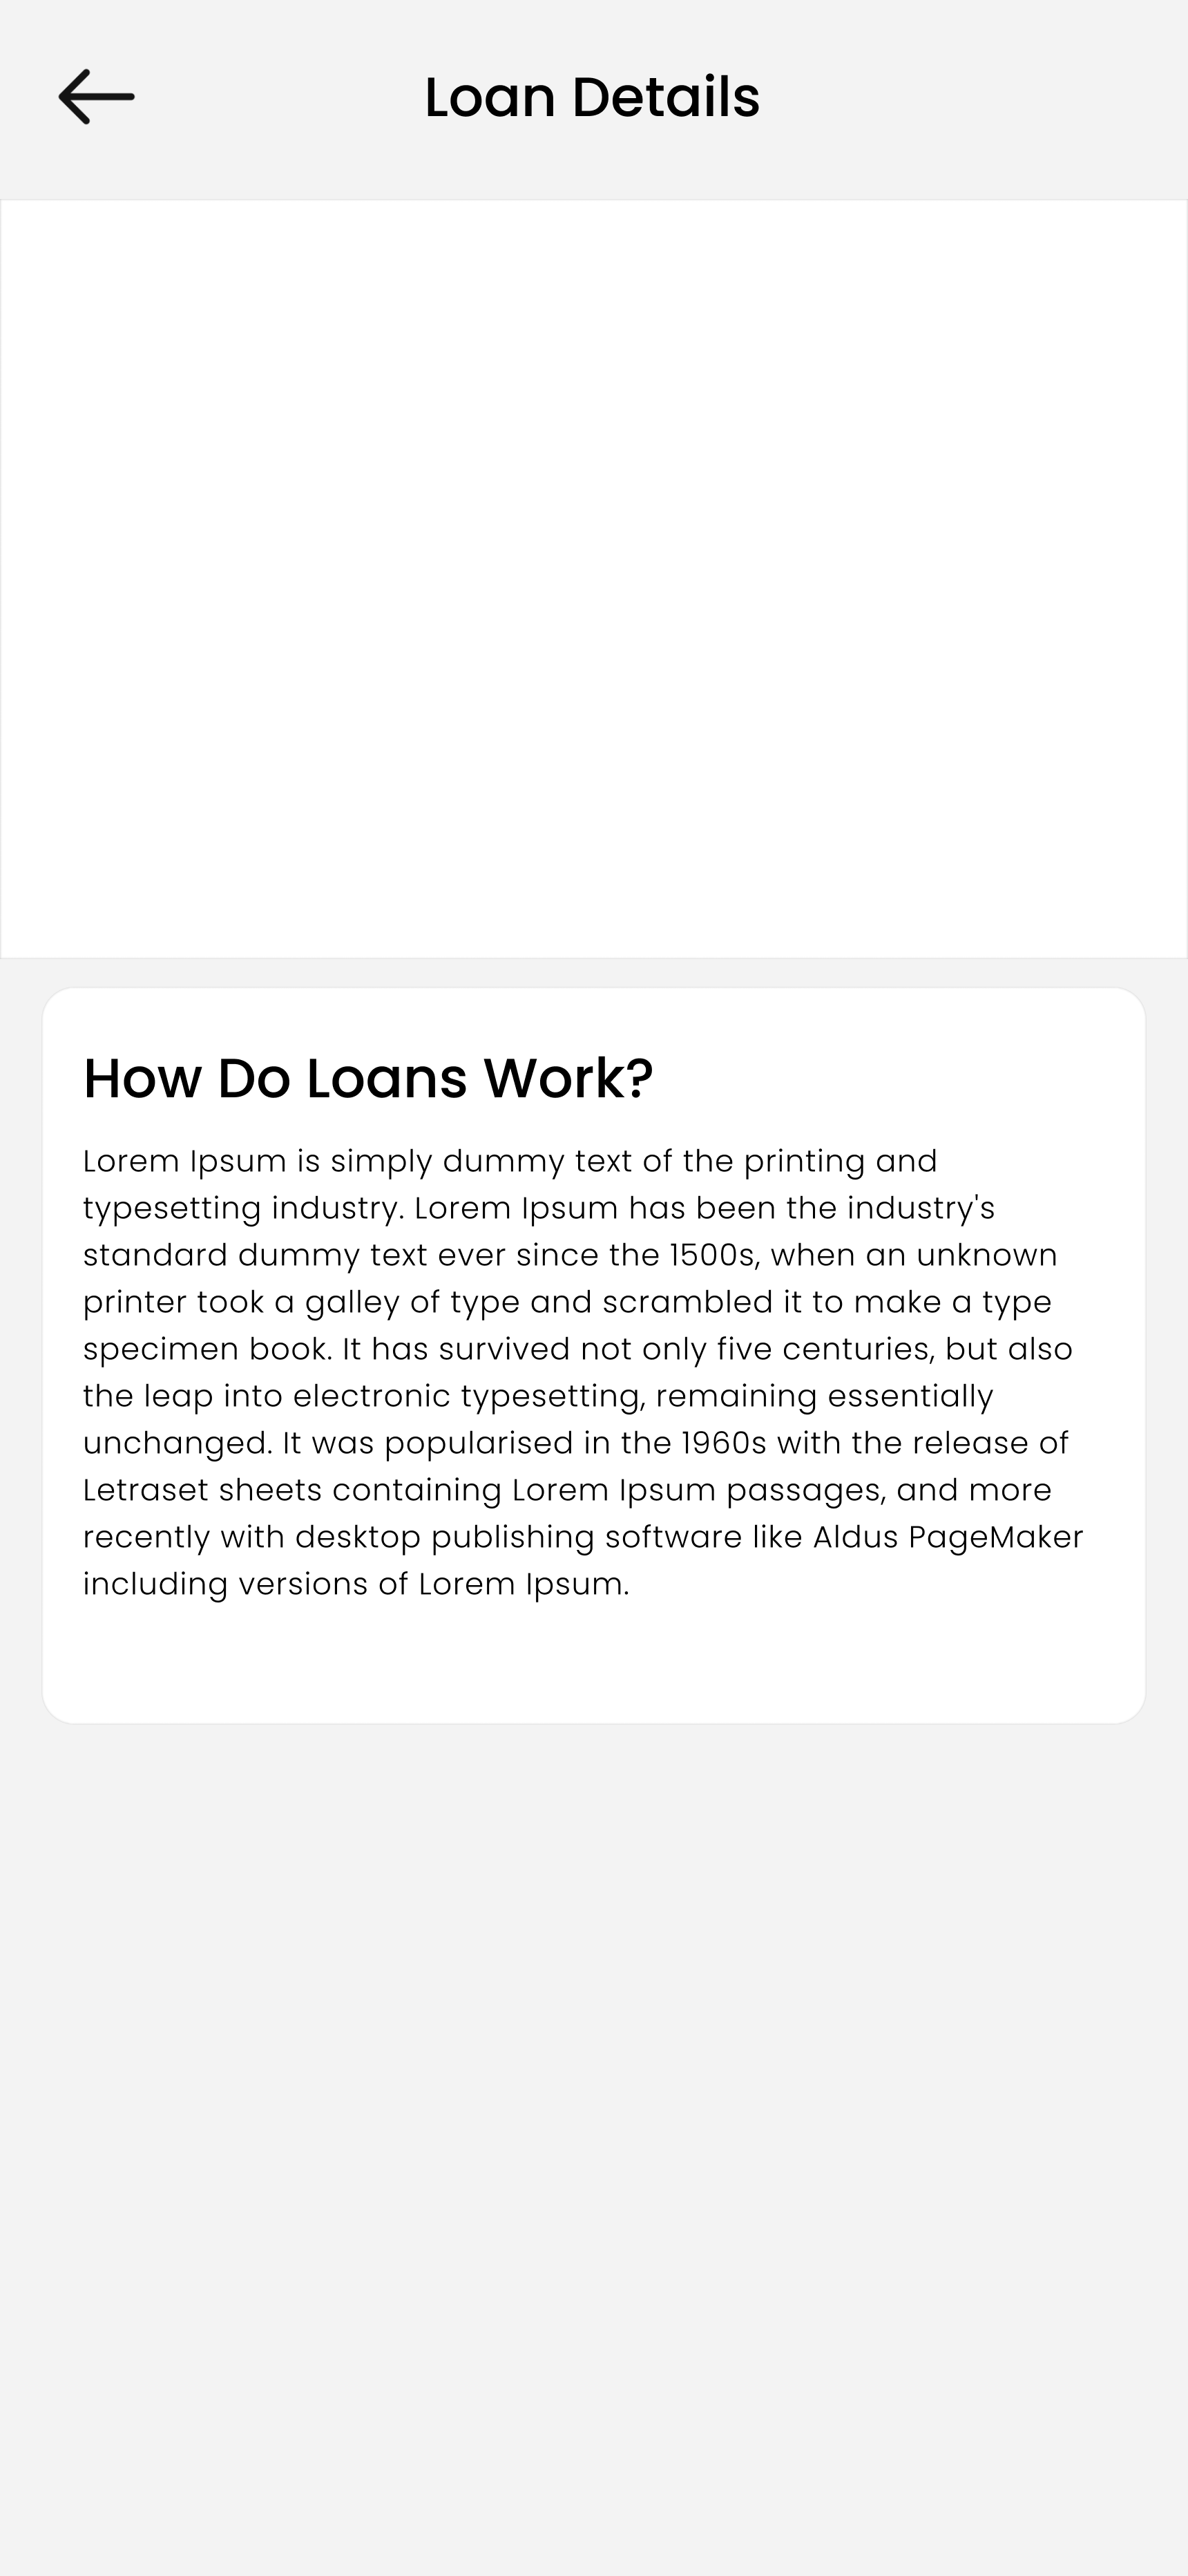 Loan Details
How Do Loans Work?
Lorem Ipsum is simply dummy text of the printing and
typesetting industry. Lorem Ipsum has been the industry's
standard dummy text ever since the 1500s, when an unknown
printer took a galley of type and scrambled it to make a type
specimen book. It has survived not only five centuries, but also
the leap into electronic typesetting, remaining essentially
unchanged. It was popularised in the 1960s with the release of
Letraset sheets containing Lorem Ipsum passages, and more
recently with desktop publishing software like Aldus PageMaker
including versions of Lorem Ipsum.